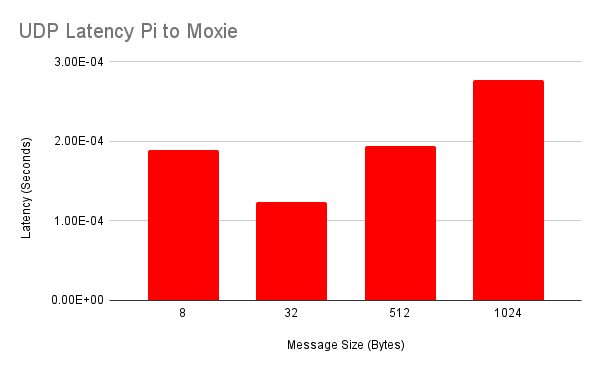 UDP Latency Pi to Moxie
3.00E-04
2.00E-04
1.00E-04
0.00E+00
Latency (Seconds)
8 32 512 1024
Message Size (Bytes)